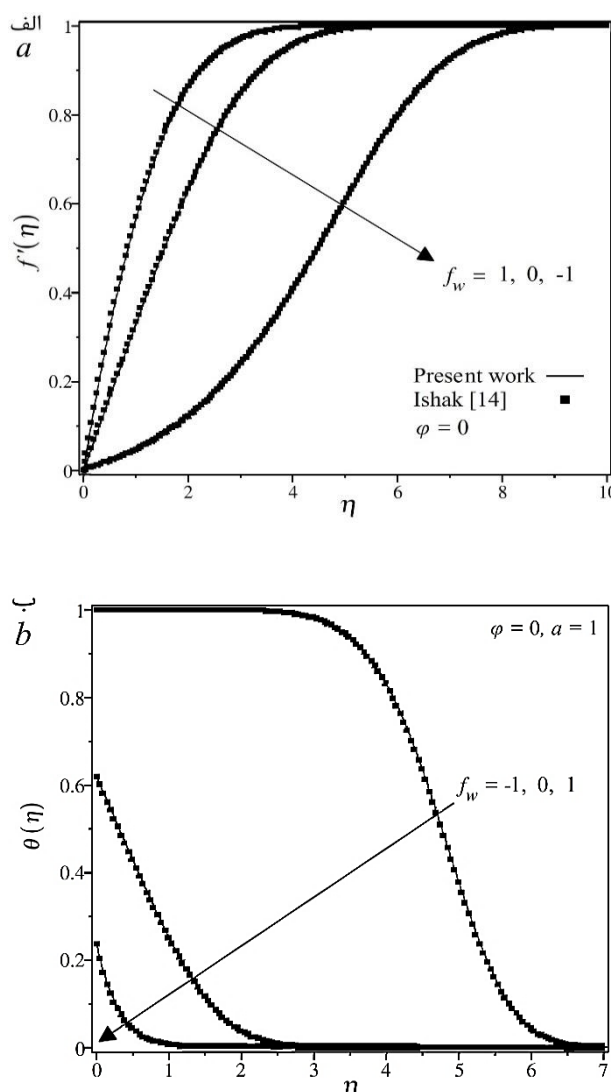 الف
a
1
0.8
0.6
0.4
0.2
0
f'(η)
f_w = 1, 0, -1
Present work
Ishak [14]
φ = 0
0 2 4 6 8 10
η
ب
b
φ = 0, a = 1
1
0.8
0.6
0.4
0.2
0
θ(η)
f_w = -1, 0, 1
0 1 2 3 4 5 6 7
η